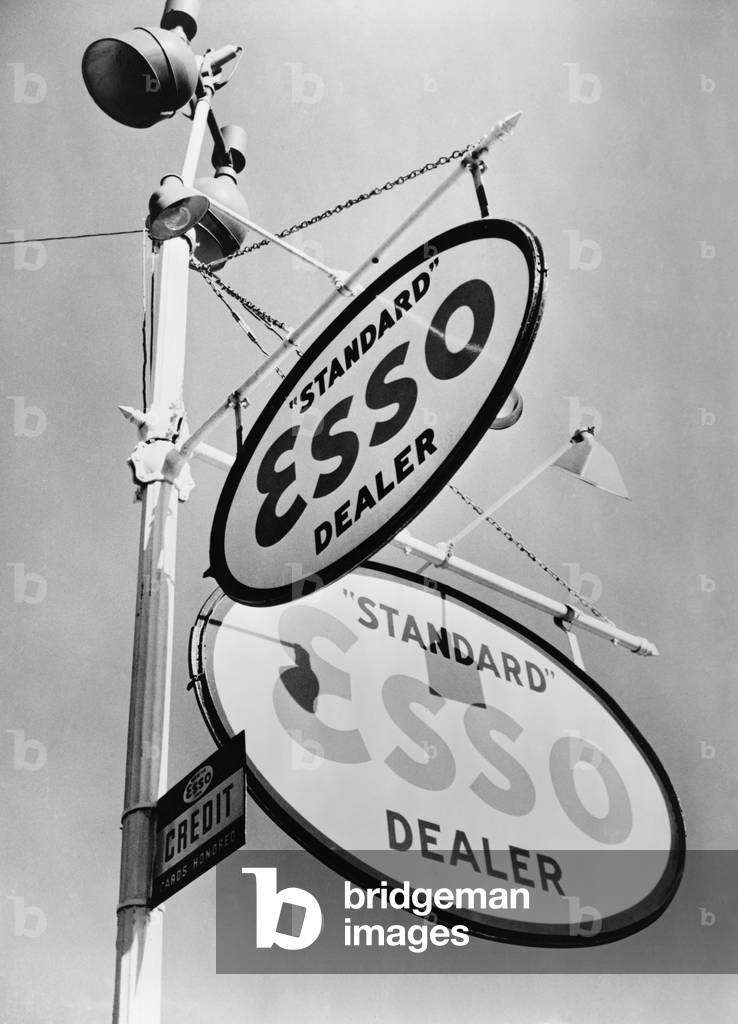 "STANDARD"
ESSO
DEALER
"STANDARD"
ESSO
DEALER
ESSO
CREDIT
CARDS HONORED
b bridgeman
images